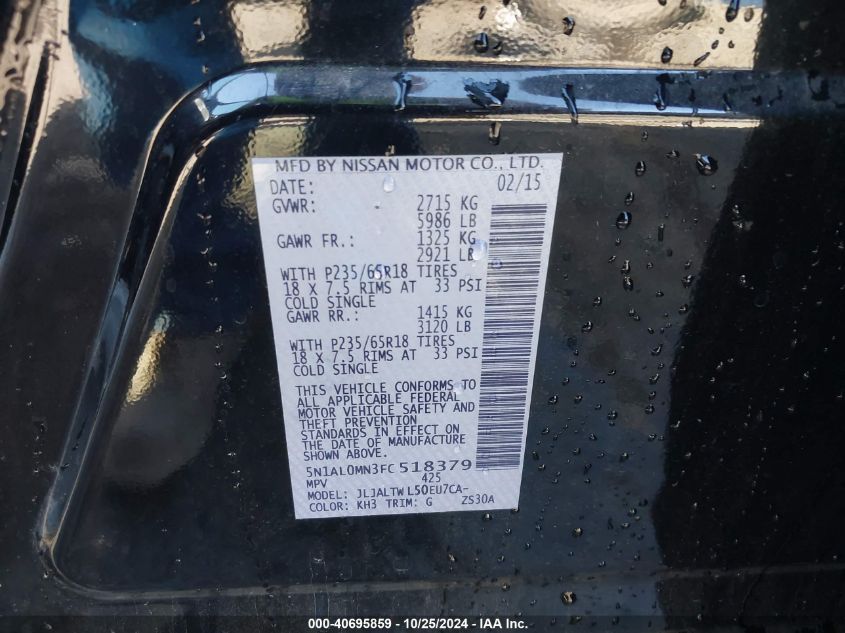 MFD BY NISSAN MOTOR CO., LTD.
DATE: 02/15
GVWR: 2715 KG
5986 LB
GAWR FR.: 1325 KG
2921 LB
WITH P235/65R18 TIRES
18 X 7.5 RIMS AT 33 PSI
COLD SINGLE
GAWR RR.: 1415 KG
3120 LB
WITH P235/65R18 TIRES
18 X 7.5 RIMS AT 33 PSI
COLD SINGLE
THIS VEHICLE CONFORMS TO
ALL APPLICABLE FEDERAL
MOTOR VEHICLE SAFETY AND
THEFT PREVENTION
STANDARDS IN EFFECT ON
THE DATE OF MANUFACTURE
SHOWN ABOVE.
5N1AL0MN3FC518379
MPV 425
MODEL: JLJALTWL50EU7CA-
COLOR: KH3 TRIM: G ZS30A
000-40695859 / 10/25/2024 - IAA Inc.